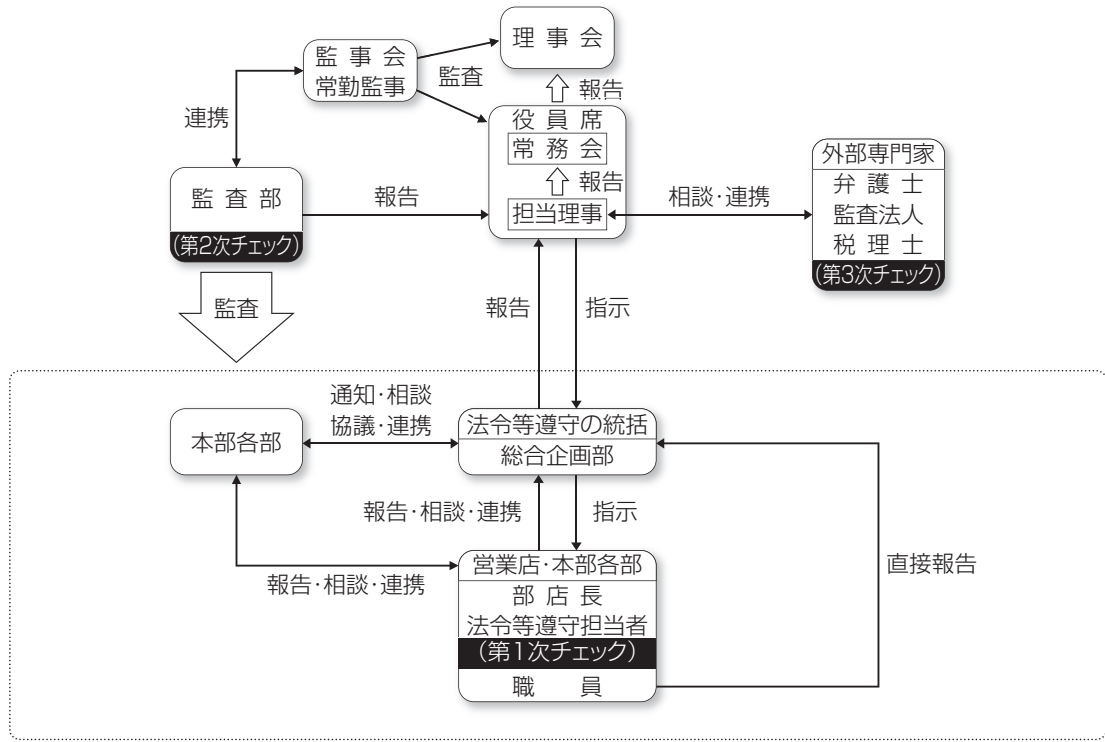 理事会
監事会
常勤監事
監査
報告
連携
役員席
常務会
報告
担当理事
監査部
(第2次チェック)
報告
相談・連携
外部専門家
弁護士
監査法人
税理士
(第3次チェック)
監査
報告
指示
通知・相談
協議・連携
本部各部
法令等遵守の統括
総合企画部
報告・相談・連携
指示
報告・相談・連携
営業店・本部各部
部店長
法令等遵守担当者
(第1次チェック)
職員
直接報告